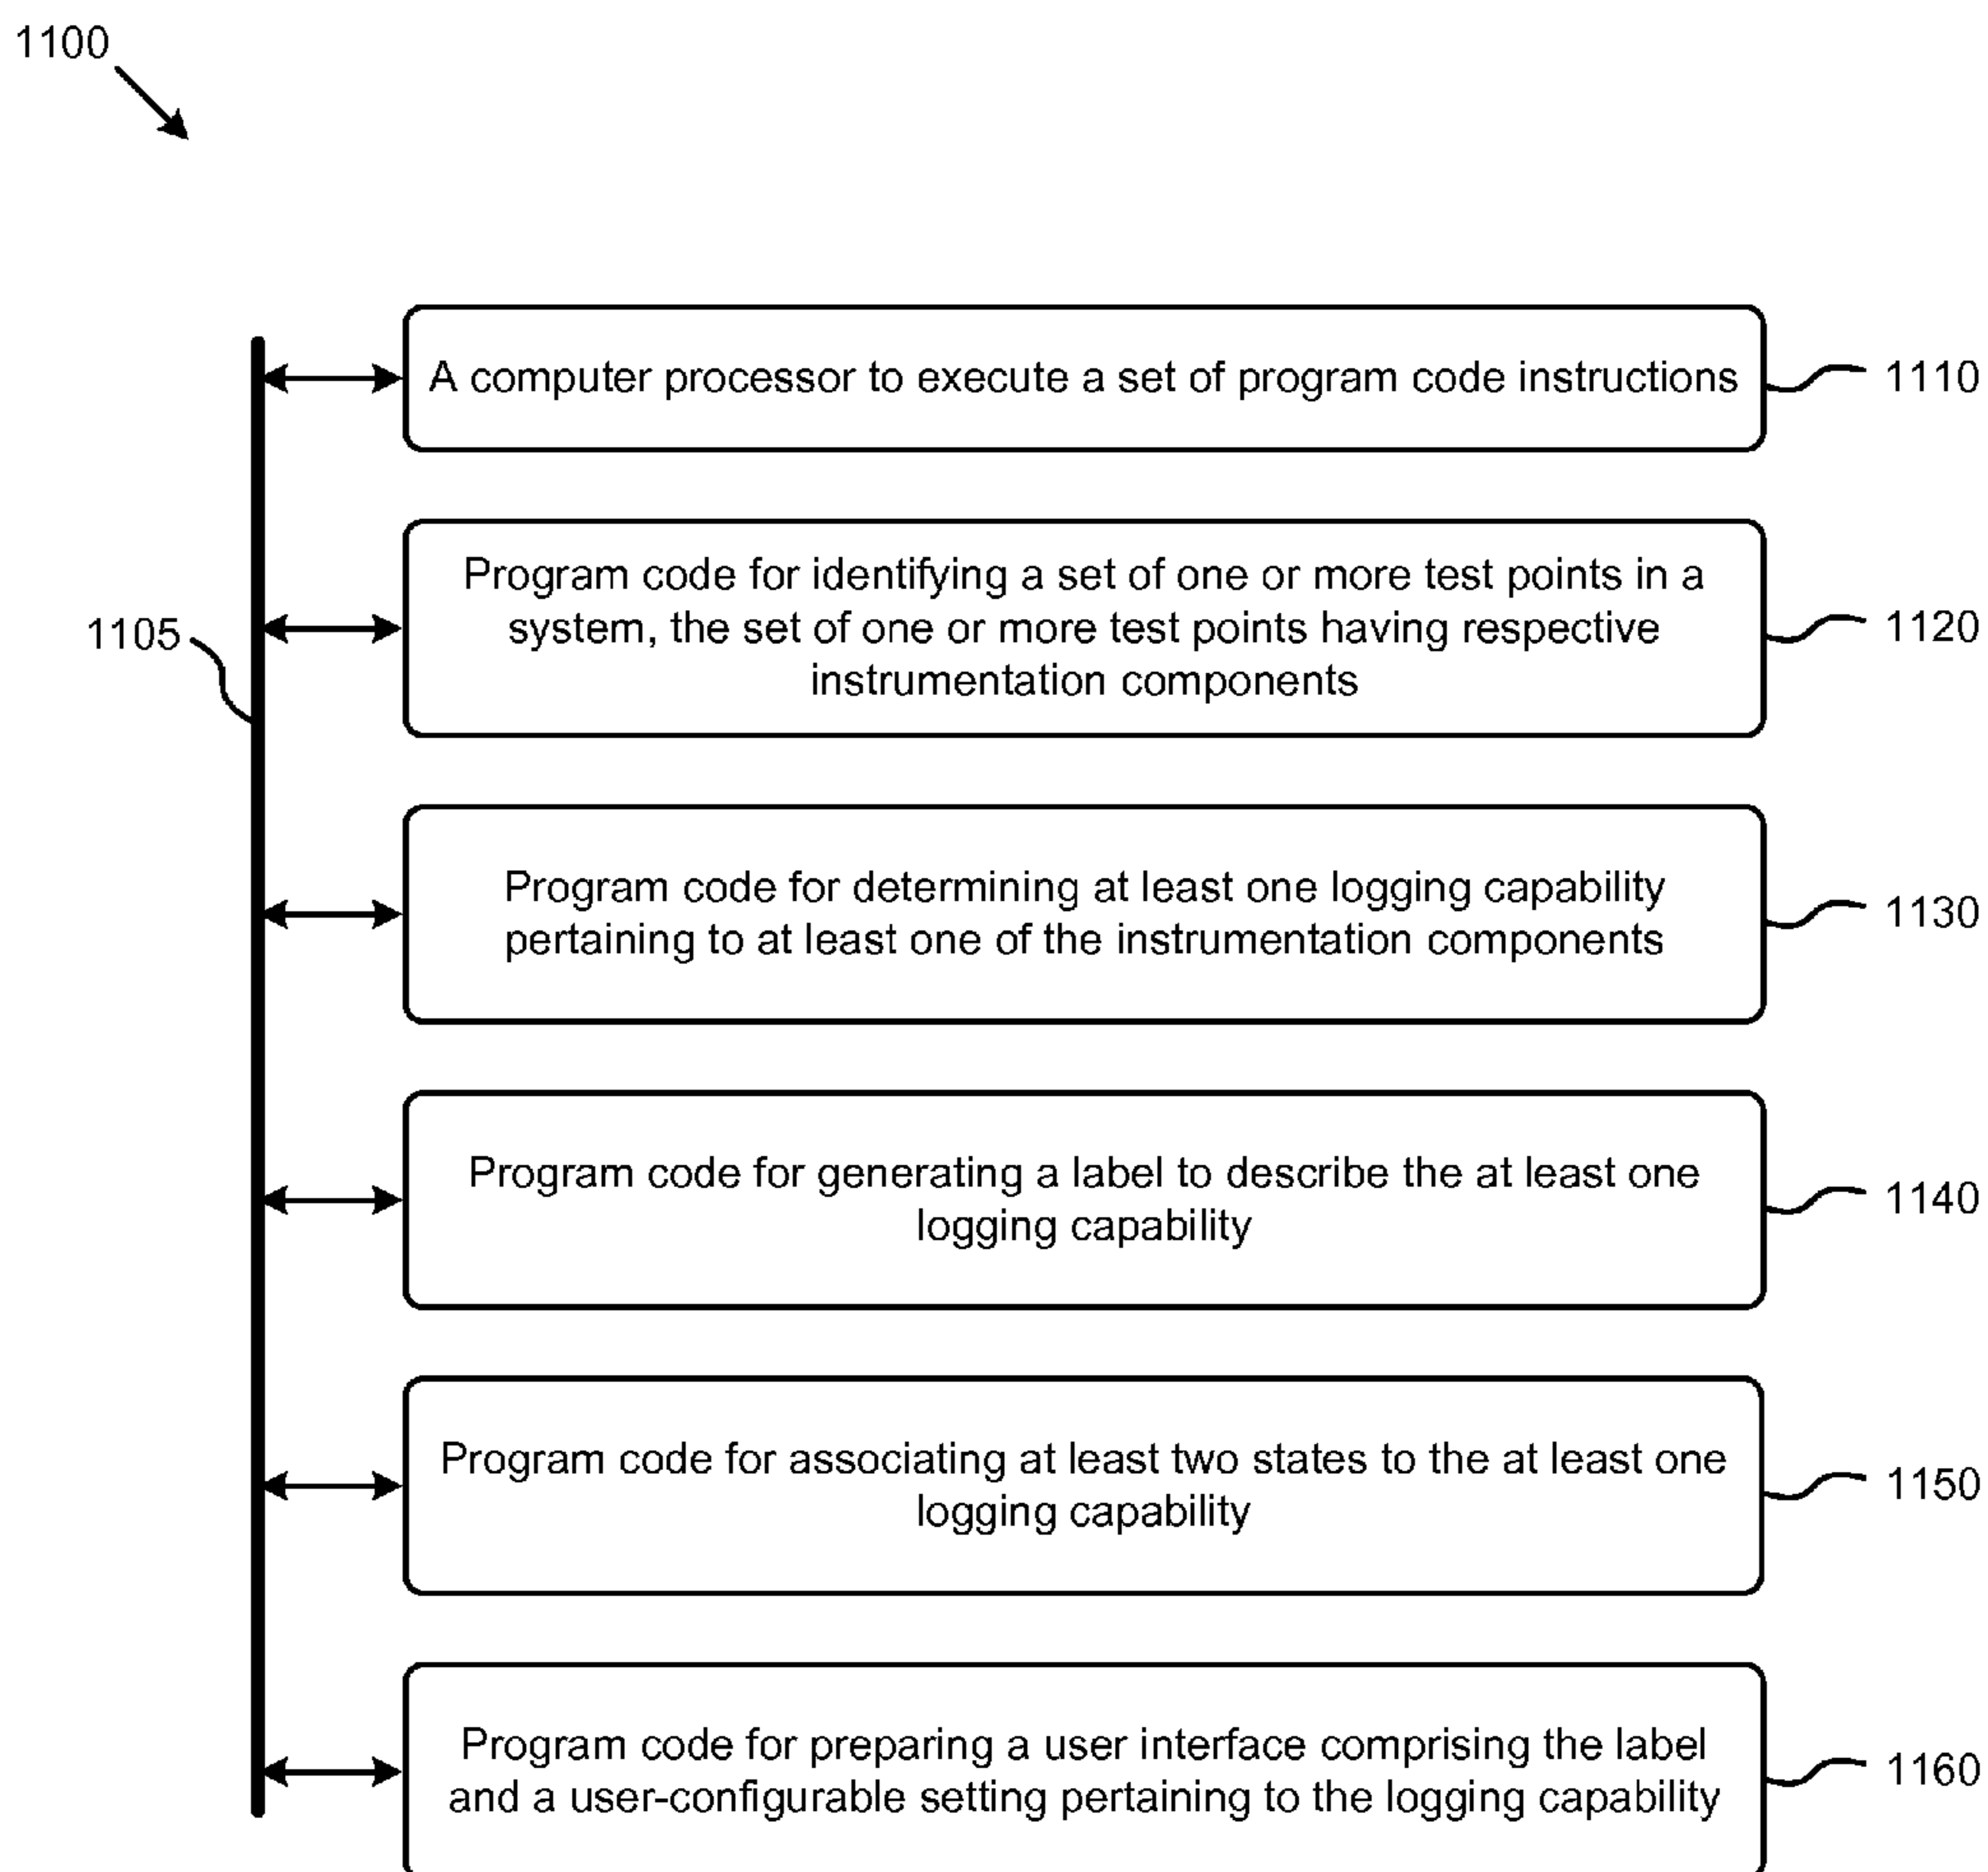 1100
A computer processor to execute a set of program code instructions
1110
Program code for identifying a set of one or more test points in a
system, the set of one or more test points having respective
instrumentation components
1120
1105
Program code for determining at least one logging capability
pertaining to at least one of the instrumentation components
1130
Program code for generating a label to describe the at least one
logging capability
1140
Program code for associating at least two states to the at least one
logging capability
1150
Program code for preparing a user interface comprising the label
and a user-configurable setting pertaining to the logging capability
1160